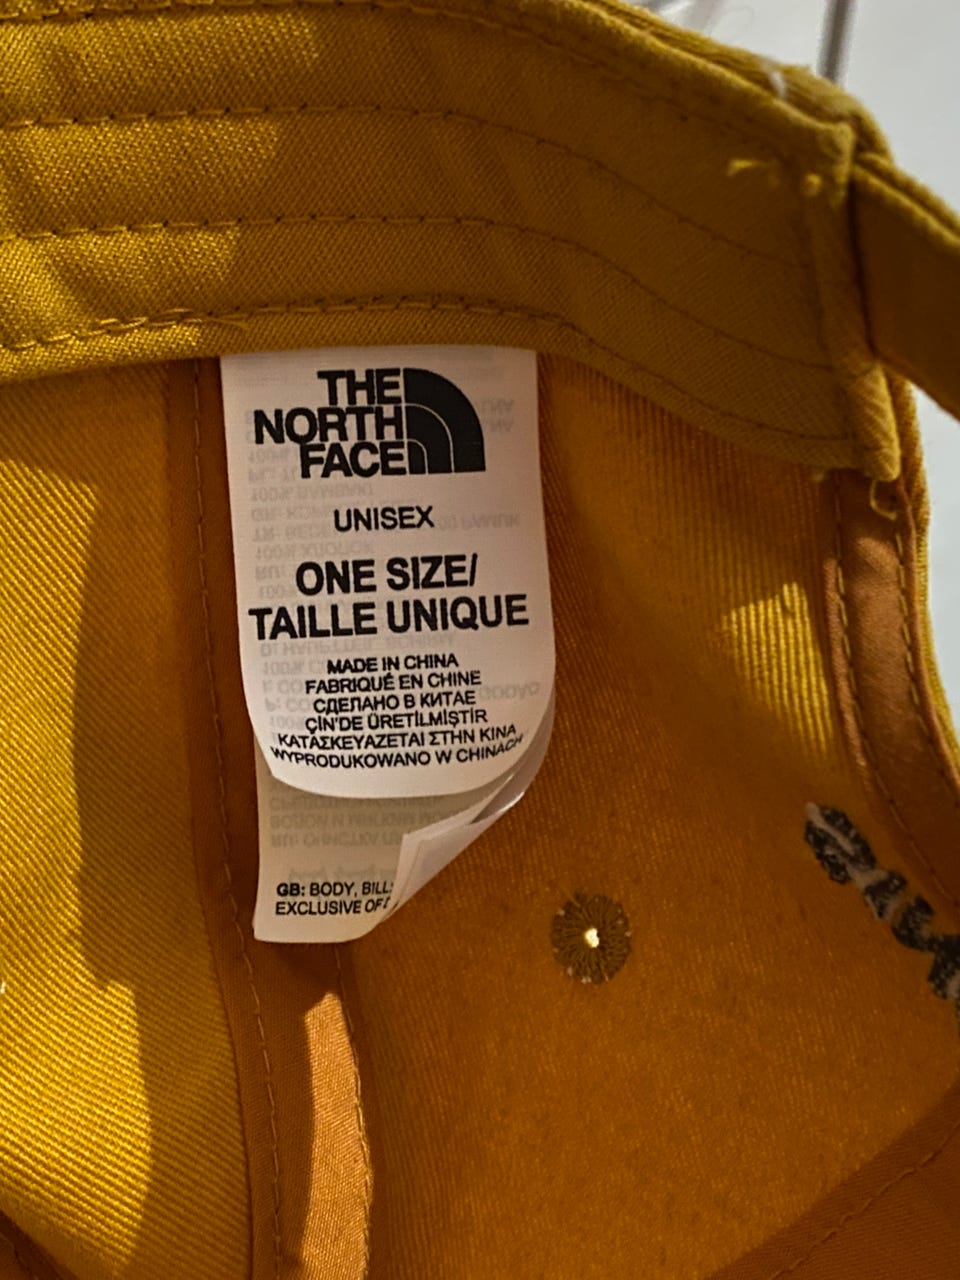 THE
NORTH
FACE
UNISEX
ONE SIZE/
TAILLE UNIQUE
MADE IN CHINA
FABRIQUÉ EN CHINE
СДЕЛАНО В КИТАЕ
ÇİN'DE ÜRETİLMİŞTİR
ΚΑΤΑΣΚΕΥΑΖΕΤΑΙ ΣΤΗΝ ΚΙΝΑ
WYPRODUKOWANO W CHINACH
GB: BODY, BILL:
EXCLUSIVE OF